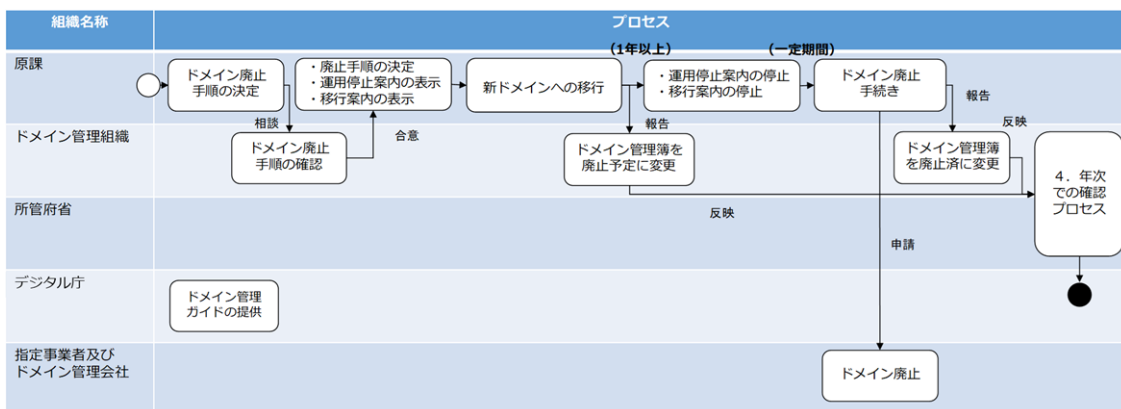 組織名称
プロセス
(1年以上)
(一定期間)
原課
ドメイン廃止
手順の決定
・廃止手順の決定
・運用停止案内の表示
・移行案内の表示
新ドメインへの移行
・運用停止案内の停止
・移行案内の停止
ドメイン廃止
手続き
相談
合意
報告
報告
反映
ドメイン管理組織
ドメイン廃止
手順の確認
ドメイン管理簿を
廃止予定に変更
ドメイン管理簿
を廃止済に変更
4．年次
での確認
プロセス
所管府省
反映
申請
デジタル庁
ドメイン管理
ガイドの提供
指定事業者及び
ドメイン管理会社
ドメイン廃止